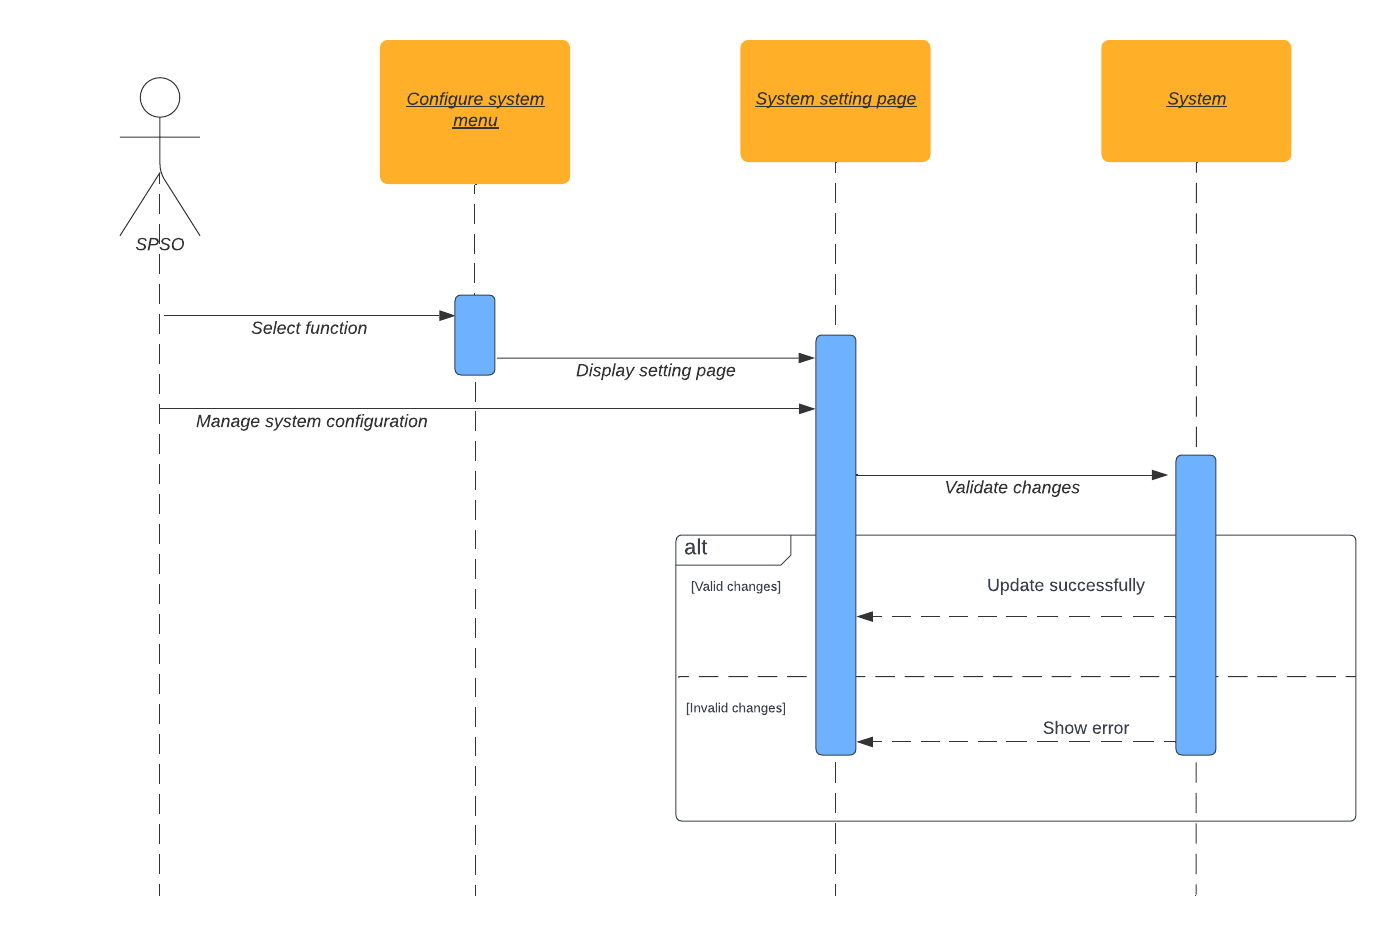 Configure system
menu
System setting page
System
SPSO
Select function
Display setting page
Manage system configuration
Validate changes
alt
[Valid changes]
Update successfully
[Invalid changes]
Show error